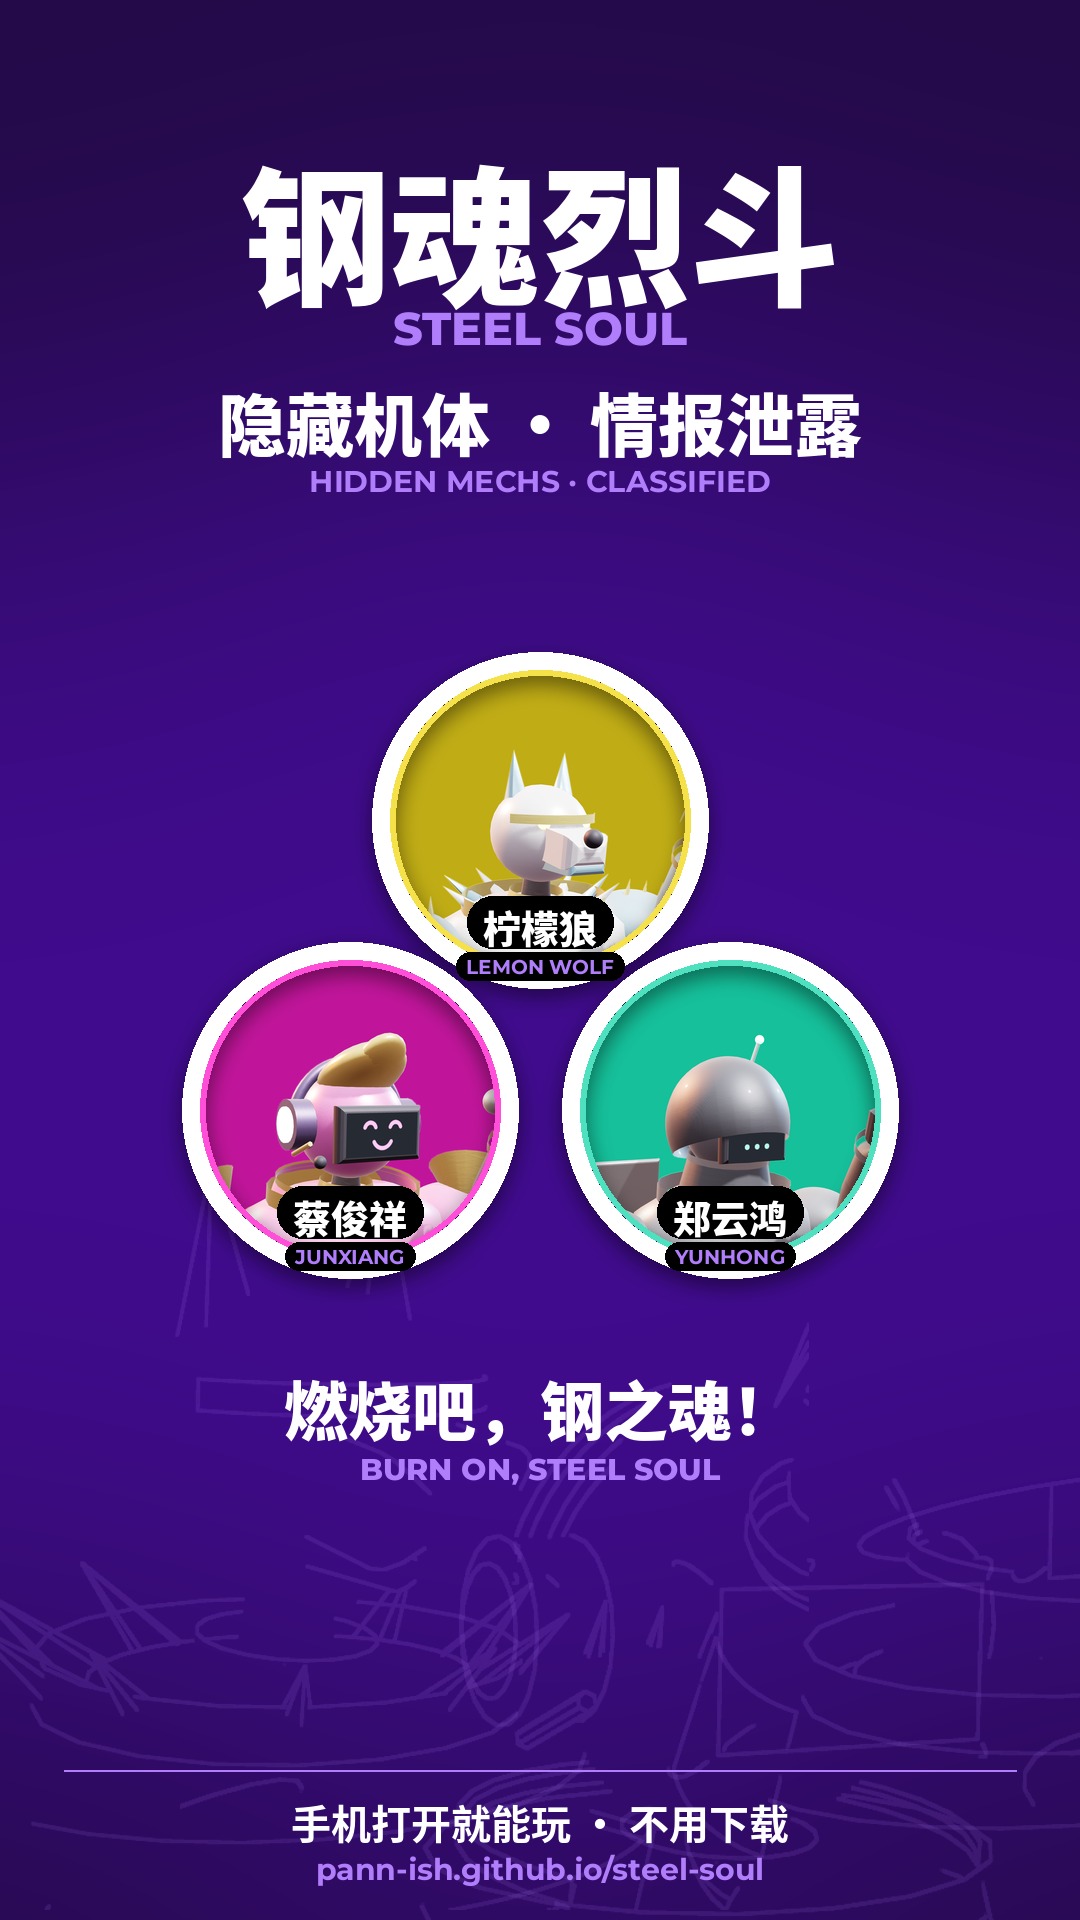 钢魂烈斗
STEEL SOUL
隐藏机体 · 情报泄露
HIDDEN MECHS · CLASSIFIED
柠檬狼
LEMON WOLF
蔡俊祥
JUNXIANG
郑云鸿
YUNHONG
燃烧吧，钢之魂！
BURN ON, STEEL SOUL
手机打开就能玩 · 不用下载
pann-ish.github.io/steel-soul